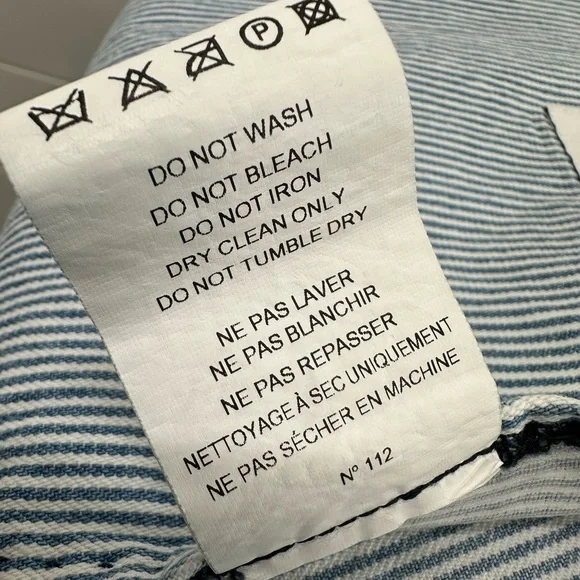 P
DO NOT WASH
DO NOT BLEACH
DO NOT IRON
DRY CLEAN ONLY
DO NOT TUMBLE DRY
NE PAS LAVER
NE PAS BLANCHIR
NE PAS REPASSER
NETTOYAGE À SEC UNIQUEMENT
NE PAS SÉCHER EN MACHINE
Nº 112